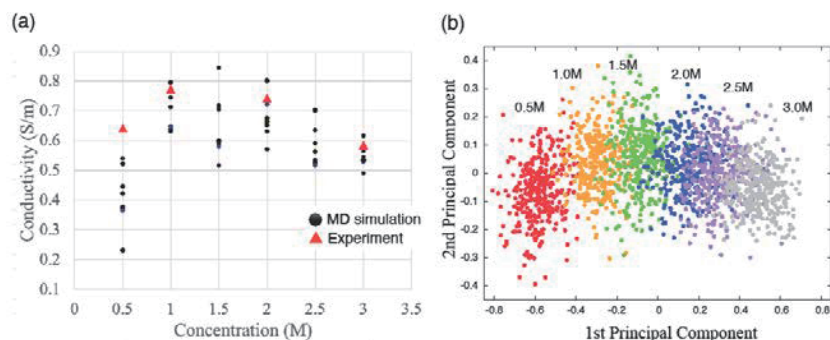 (a)
0.9
0.8
0.7
0.6
0.5
0.4
0.3
0.2
0.1
Conductivity (S/m)
MD simulation
Experiment
0 0.5 1 1.5 2 2.5 3 3.5
Concentration (M)
(b)
0.4
0.3
0.2
0.1
0
-0.1
-0.2
-0.3
-0.4
2nd Principal Component
0.5M
1.0M
1.5M
2.0M
2.5M
3.0M
-0.8 -0.6 -0.4 -0.2 0 0.2 0.4 0.6 0.8
1st Principal Component